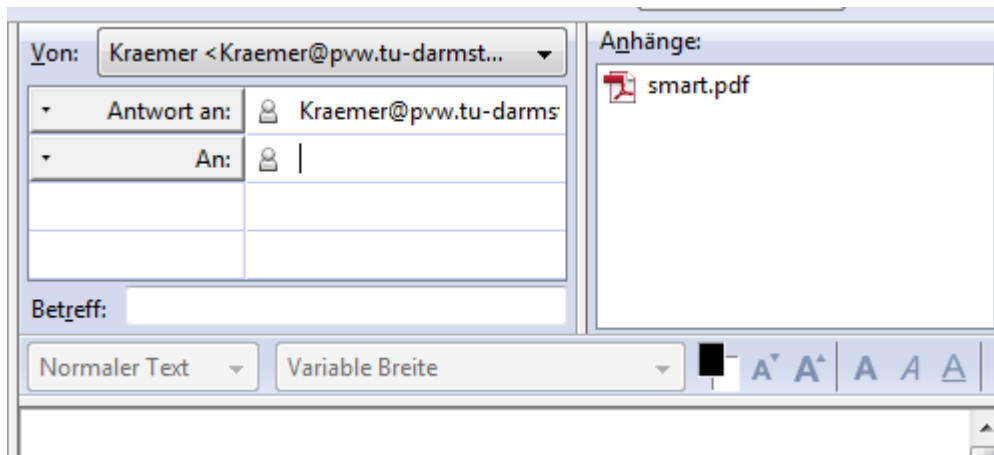 Von: Kraemer <Kraemer@pvw.tu-darmst...
Antwort an: Kraemer@pvw.tu-darms
An:
Betreff:
Anhänge:
smart.pdf
Normaler Text Variable Breite A A A A A